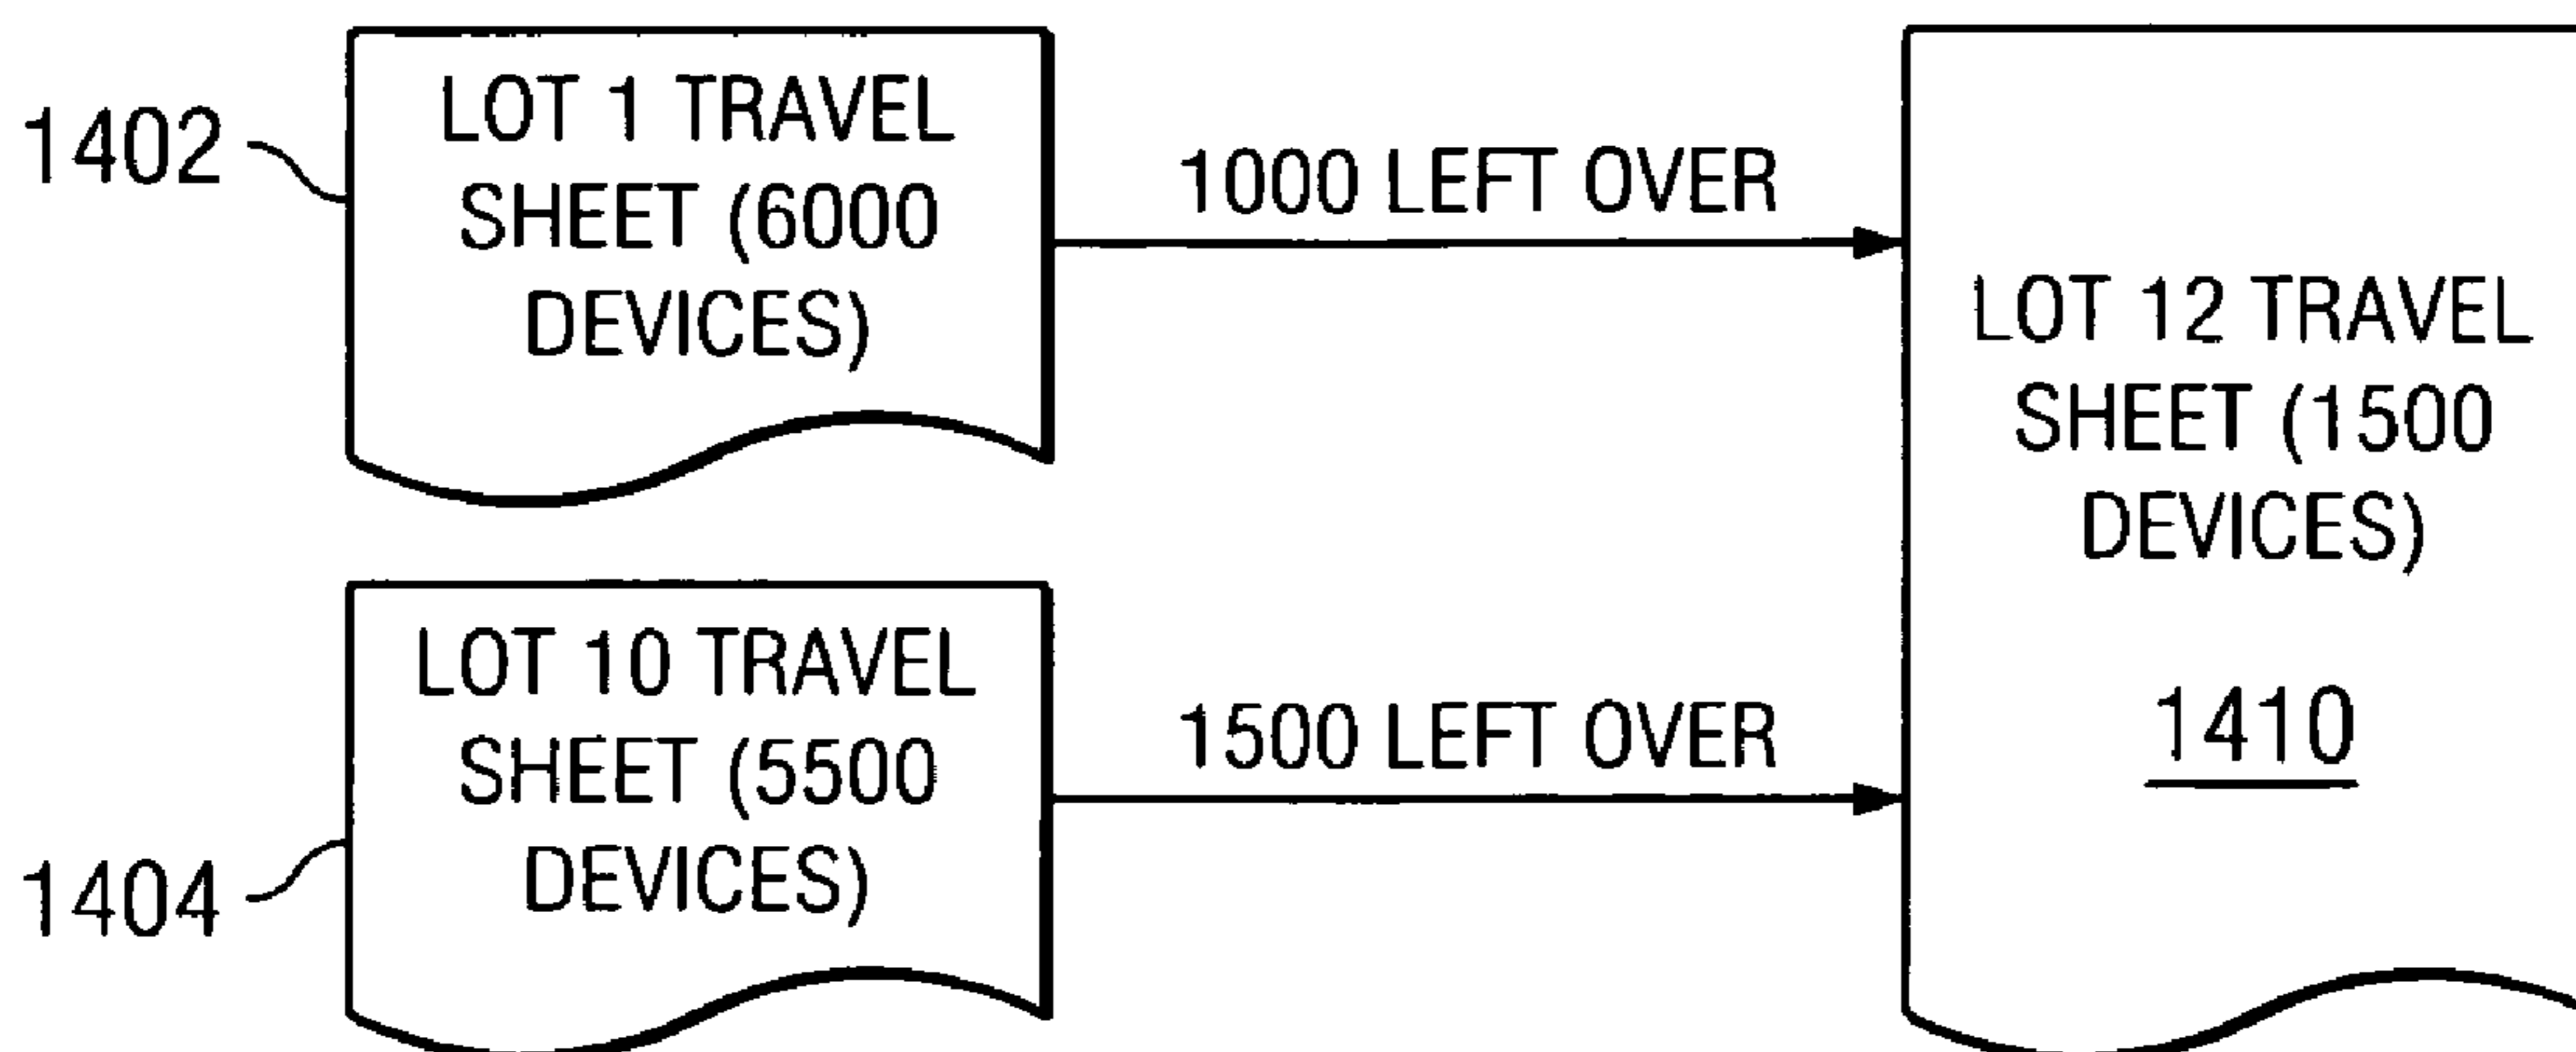 1402
LOT 1 TRAVEL
SHEET (6000
DEVICES)
1000 LEFT OVER
1404
LOT 10 TRAVEL
SHEET (5500
DEVICES)
1500 LEFT OVER
LOT 12 TRAVEL
SHEET (1500
DEVICES)
1410